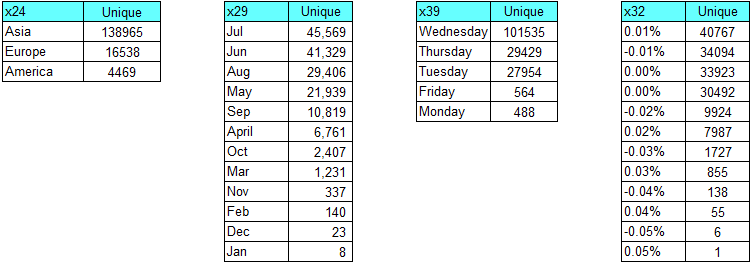 x24 Unique
Asia 138965
Europe 16538
America 4469
x29 Unique
Jul 45,569
Jun 41,329
Aug 29,406
May 21,939
Sep 10,819
April 6,761
Oct 2,407
Mar 1,231
Nov 337
Feb 140
Dec 23
Jan 8
x39 Unique
Wednesday 101535
Thursday 29429
Tuesday 27954
Friday 564
Monday 488
x32 Unique
0.01% 40767
-0.01% 34094
0.00% 33923
0.00% 30492
-0.02% 9924
0.02% 7987
-0.03% 1727
0.03% 855
-0.04% 138
0.04% 55
-0.05% 6
0.05% 1